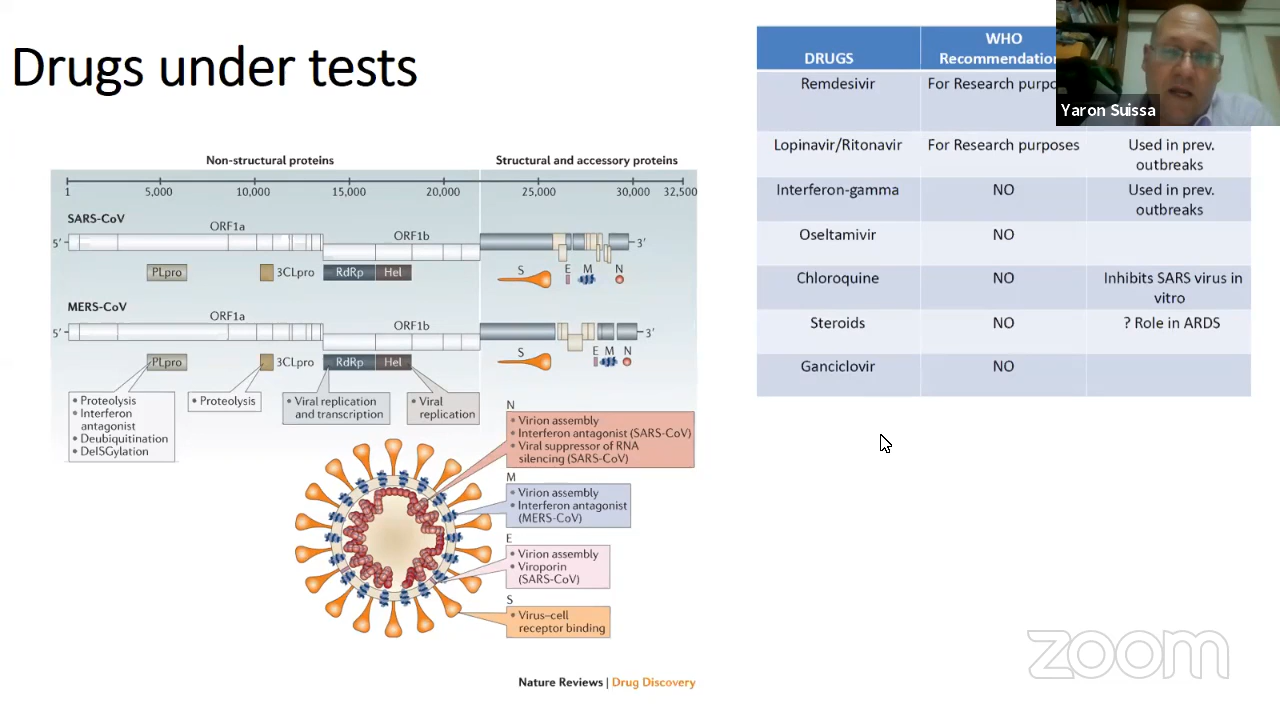 Drugs under tests
Non-structural proteins
Structural and accessory proteins
1
5,000
10,000
15,000
20,000
25,000
30,000
32,500
SARS-CoV
ORF1a
ORF1b
5′
3′
PLpro
3CLpro
RdRp
Hel
S
E
M
N
MERS-CoV
ORF1a
ORF1b
5′
3′
PLpro
3CLpro
RdRp
Hel
S
E
M
N
• Proteolysis
• Interferon
antagonist
• Deubiquitination
• DeISGylation
• Proteolysis
• Viral replication
and transcription
• Viral
replication
N
• Virion assembly
• Interferon antagonist (SARS-CoV)
• Viral suppressor of RNA
silencing (SARS-CoV)
M
• Virion assembly
• Interferon antagonist
(MERS-CoV)
E
• Virion assembly
• Viroporin
(SARS-CoV)
S
• Virus–cell
receptor binding
Nature Reviews | Drug Discovery
DRUGS
WHO
Recommendation
Remdesivir
For Research purpo
Lopinavir/Ritonavir
For Research purposes
Used in prev.
outbreaks
Interferon-gamma
NO
Used in prev.
outbreaks
Oseltamivir
NO
Chloroquine
NO
Inhibits SARS virus in
vitro
Steroids
NO
? Role in ARDS
Ganciclovir
NO
Yaron Suissa
zoom